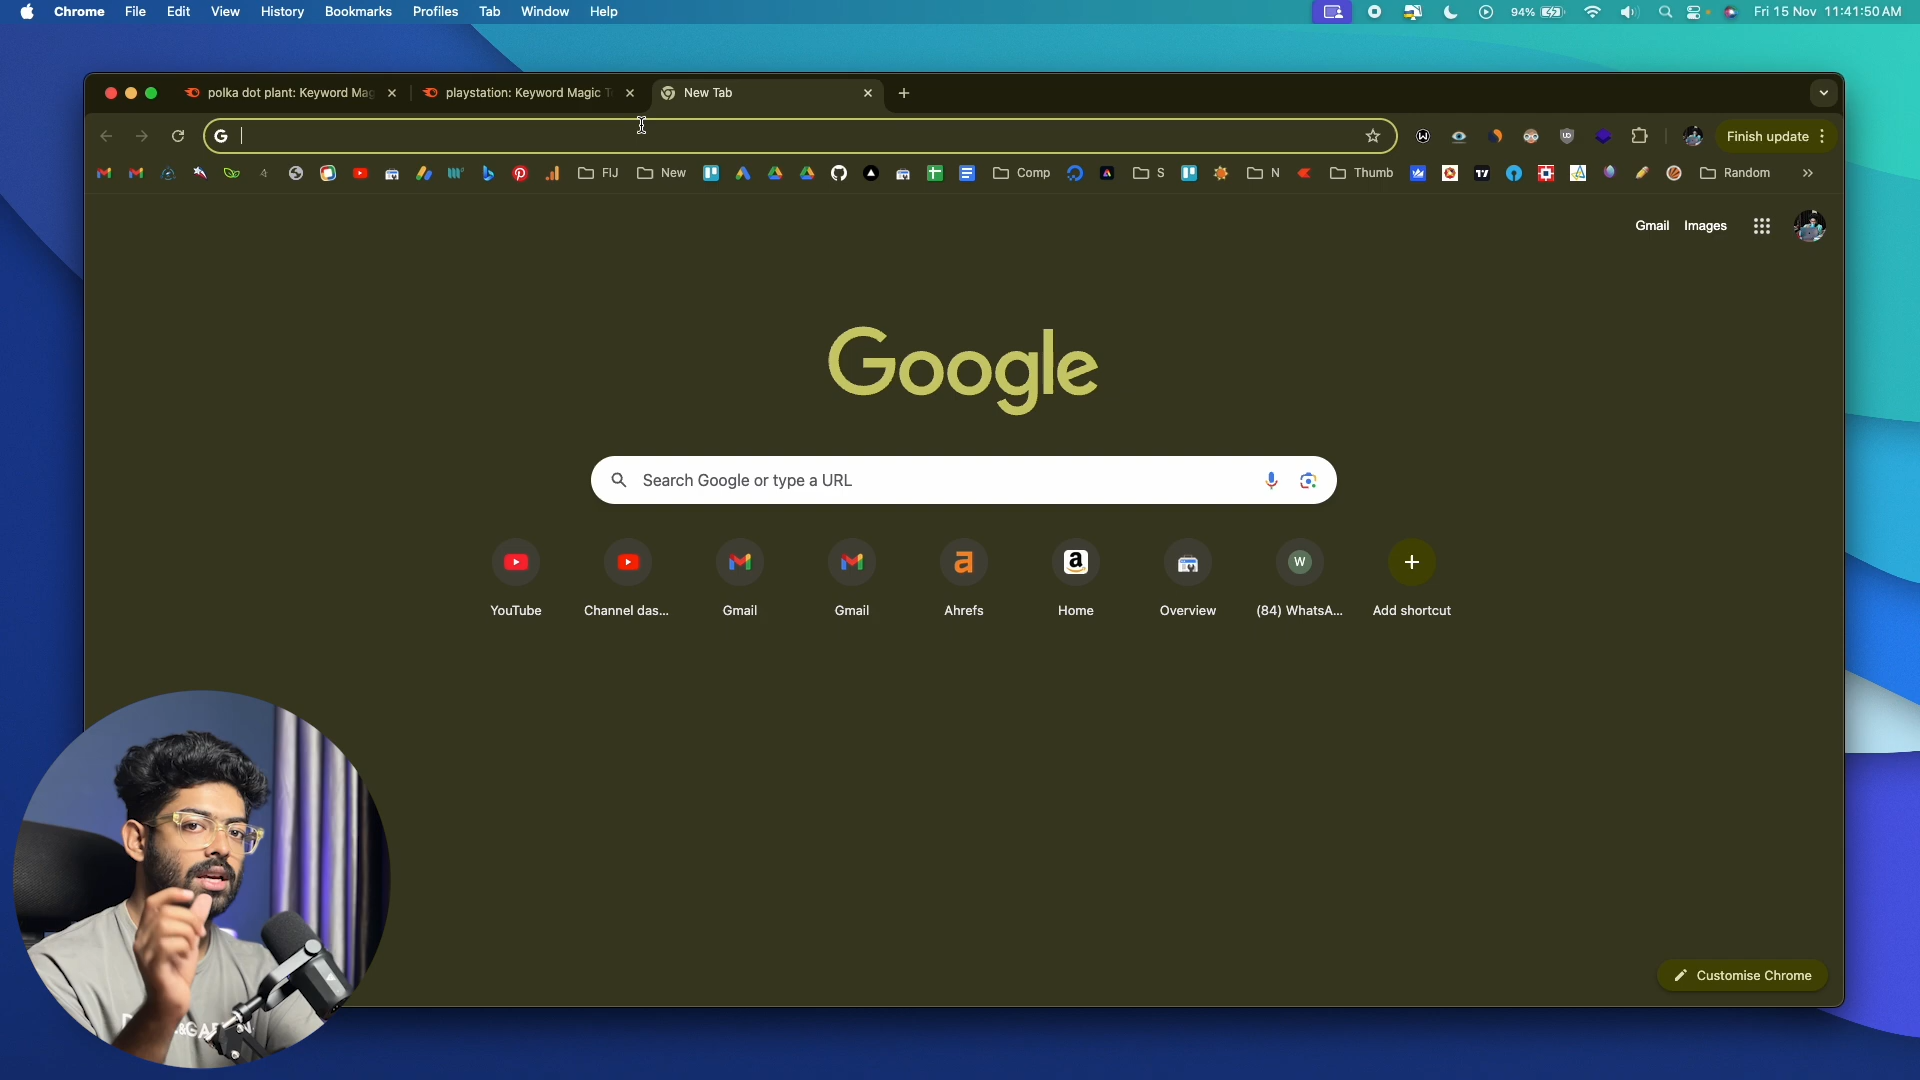 Chrome File Edit View History Bookmarks Profiles Tab Window Help 94% Fri 15 Nov 11:41:50 AM
polka dot plant: Keyword Mag playstation: Keyword Magic T New Tab
Finish update
FIJ New Comp S N Thumb Random
Gmail Images
Google
Search Google or type a URL
YouTube Channel das... Gmail Gmail Ahrefs Home Overview (84) WhatsA... Add shortcut
Customise Chrome